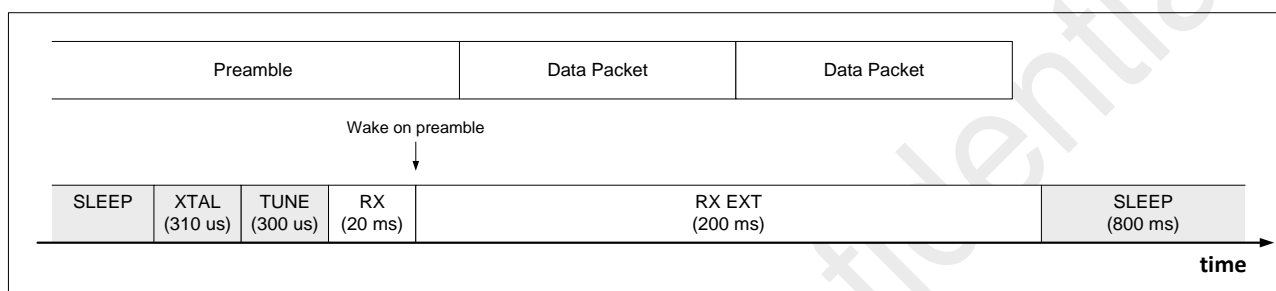 Preamble
Data Packet
Data Packet
Wake on preamble
SLEEP
XTAL
(310 us)
TUNE
(300 us)
RX
(20 ms)
RX EXT
(200 ms)
SLEEP
(800 ms)
time